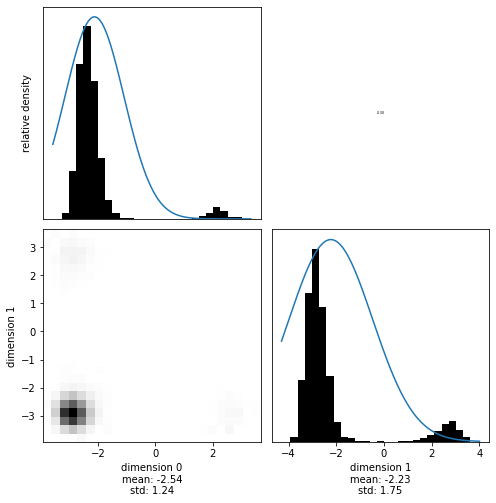 relative density
dimension 1
3
2
1
0
−1
−2
−3
−2
0
2
dimension 0
mean: -2.54
std: 1.24
−4
−2
0
2
4
dimension 1
mean: -2.23
std: 1.75